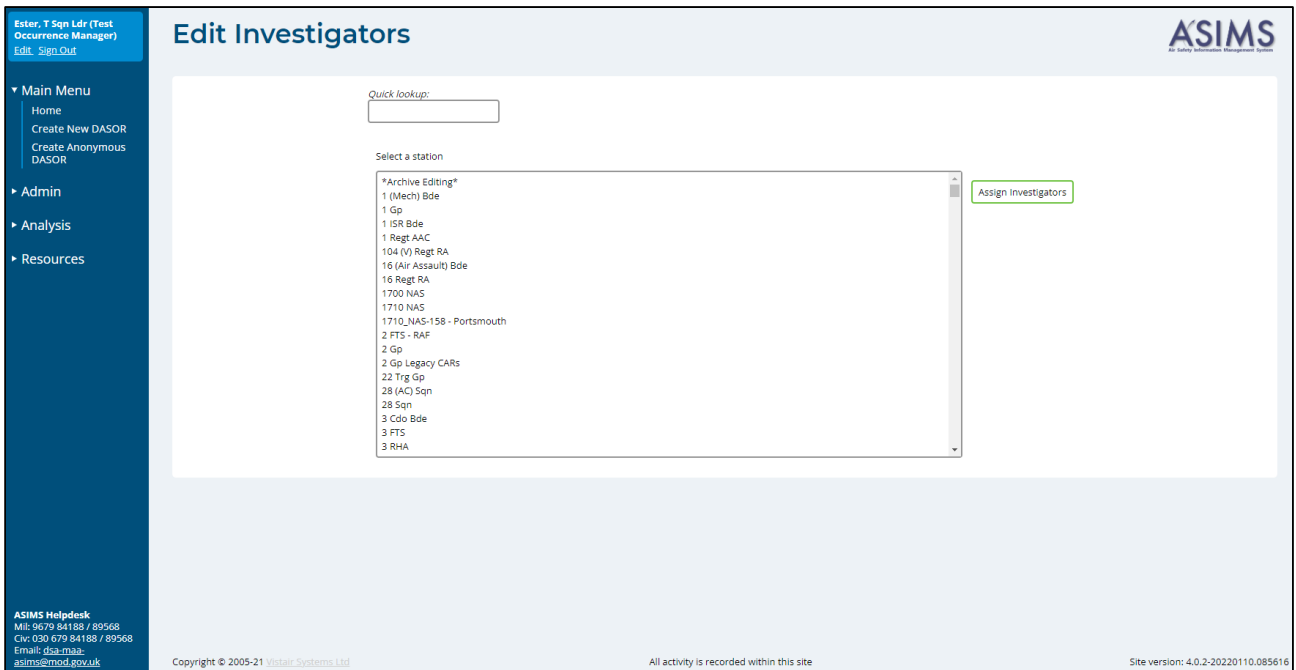 Ester, T Sqn Ldr (Test
Occurrence Manager)
Edit Sign Out
Main Menu
Home
Create New DASOR
Create Anonymous
DASOR
Admin
Analysis
Resources
ASIMS Helpdesk
Mil: 9679 84188 / 89568
Civ: 030 679 84188 / 89568
Email: dsa-maa-
asims@mod.gov.uk
Edit Investigators
ASIMS
Air Safety Information Management System
Quick lookup:
Select a station
*Archive Editing*
1 (Mech) Bde
1 Gp
1 ISR Bde
1 Regt AAC
104 (V) Regt RA
16 (Air Assault) Bde
16 Regt RA
1700 NAS
1710 NAS
1710_NAS-158 - Portsmouth
2 FTS - RAF
2 Gp
2 Gp Legacy CARs
22 Trg Gp
28 (AC) Sqn
28 Sqn
3 Cdo Bde
3 FTS
3 RHA
Assign Investigators
Copyright © 2005-21 Vistair Systems Ltd
All activity is recorded within this site
Site version: 4.0.2-20220110.085616